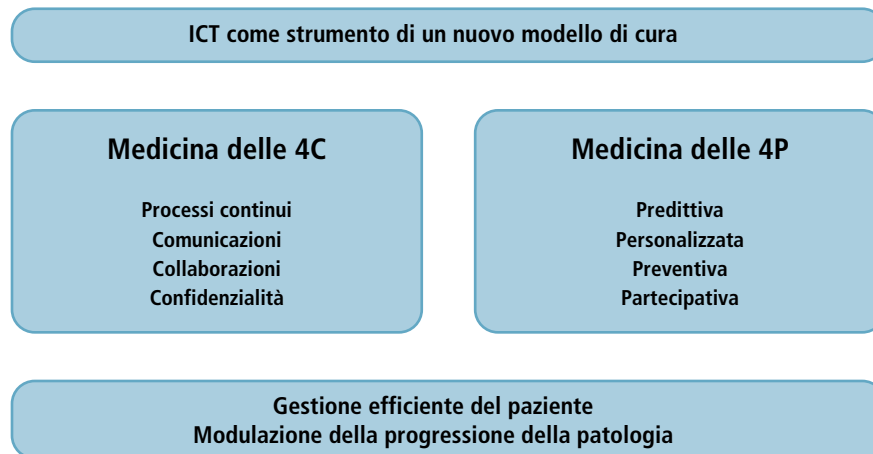 ICT come strumento di un nuovo modello di cura
Medicina delle 4C
Processi continui
Comunicazioni
Collaborazioni
Confidenzialità
Medicina delle 4P
Predittiva
Personalizzata
Preventiva
Partecipativa
Gestione efficiente del paziente
Modulazione della progressione della patologia